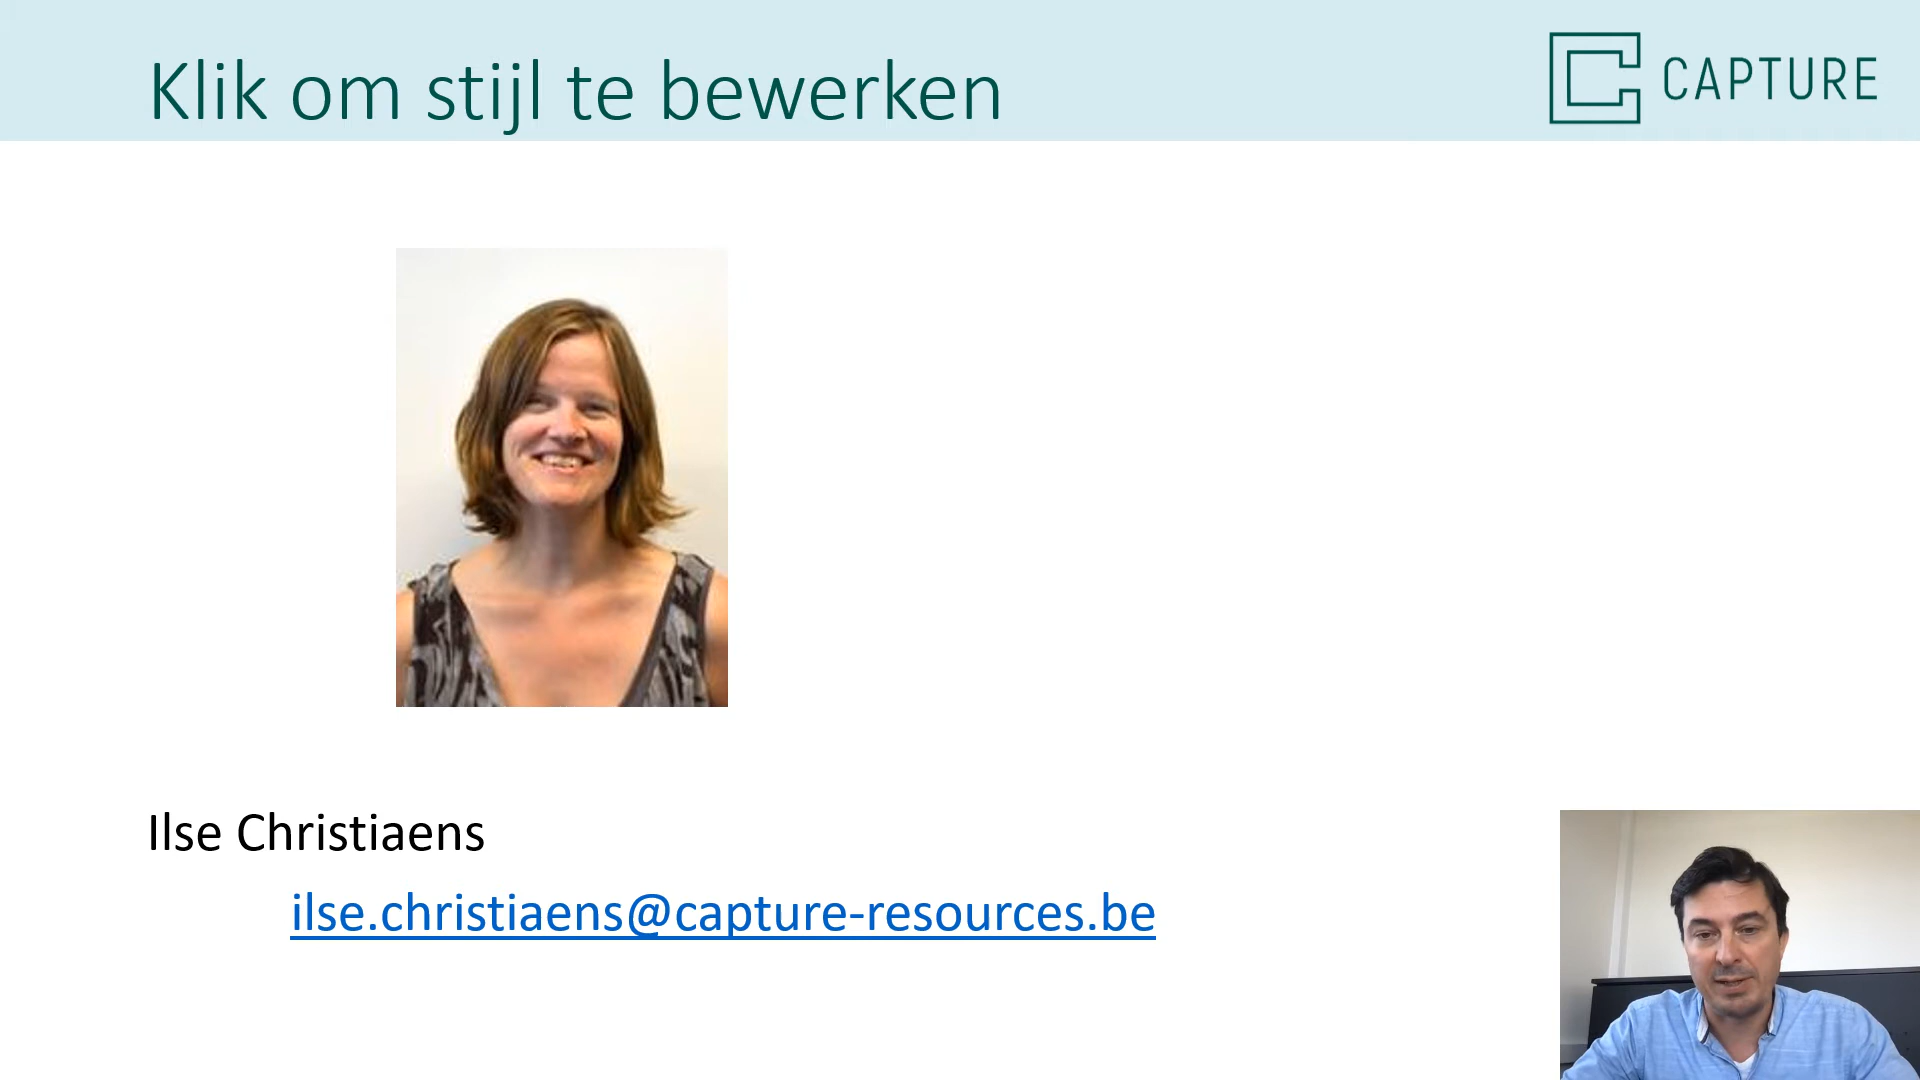 Klik om stijl te bewerken
CAPTURE
Ilse Christiaens
ilse.christiaens@capture-resources.be